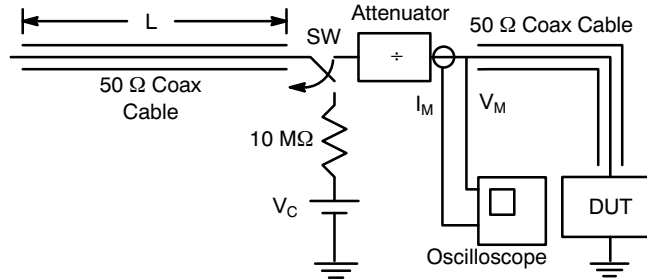 L
SW
Attenuator
÷
50 Ω Coax Cable
50 Ω Coax
Cable
I_M
V_M
10 MΩ
V_C
DUT
Oscilloscope